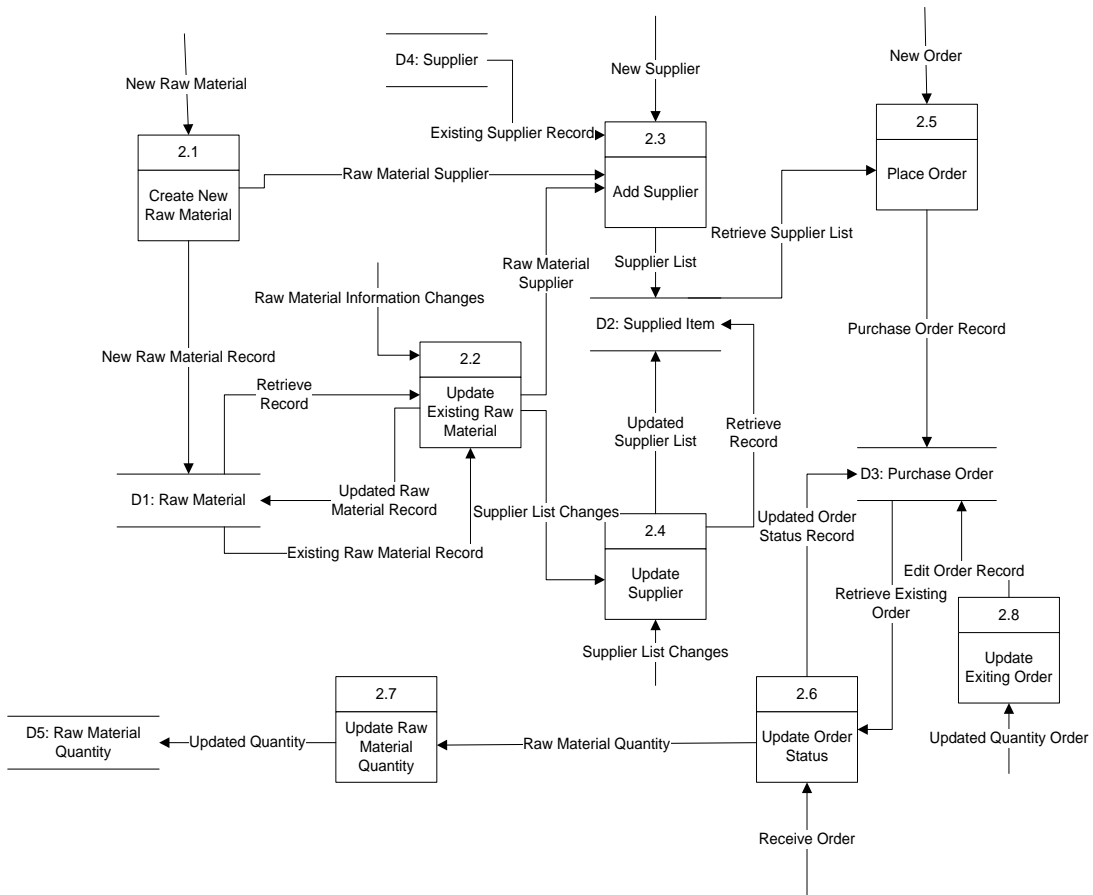 New Raw Material
D4: Supplier
New Supplier
New Order
2.1
Create New
Raw Material
Existing Supplier Record
2.3
Add Supplier
2.5
Place Order
Raw Material Supplier
Retrieve Supplier List
Raw Material
Supplier
Supplier List
Raw Material Information Changes
D2: Supplied Item
Purchase Order Record
New Raw Material Record
2.2
Update
Existing Raw
Material
Retrieve
Record
Updated
Supplier List
Retrieve
Record
D1: Raw Material
Updated Raw
Material Record
Supplier List Changes
D3: Purchase Order
Updated Order
Status Record
Existing Raw Material Record
2.4
Update
Supplier
Edit Order Record
Retrieve Existing
Order
2.8
Update
Exiting Order
Supplier List Changes
2.7
Update Raw
Material
Quantity
2.6
Update Order
Status
D5: Raw Material
Quantity
Updated Quantity
Raw Material Quantity
Updated Quantity Order
Receive Order